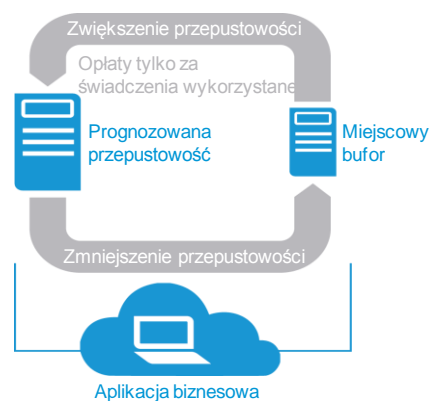 Zwiększenie przepustowości
Opłaty tylko za
świadczenia wykorzystane
Prognozowana
przepustowość
Miejscowy
bufor
Zmniejszenie przepustowości
Aplikacja biznesowa